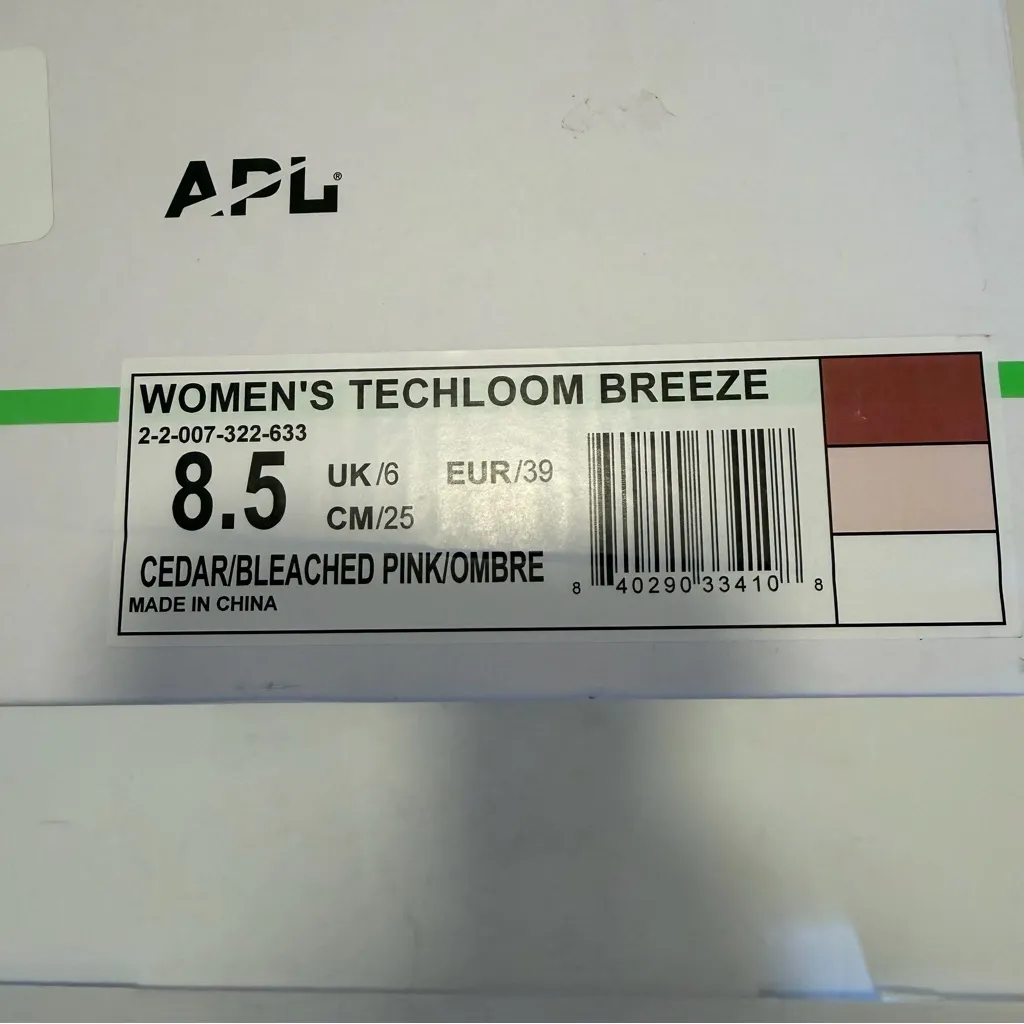 APL®
WOMEN'S TECHLOOM BREEZE
2-2-007-322-633
8.5 UK/6 EUR/39
CM/25
CEDAR/BLEACHED PINK/OMBRE
MADE IN CHINA
8 40290 33410 8